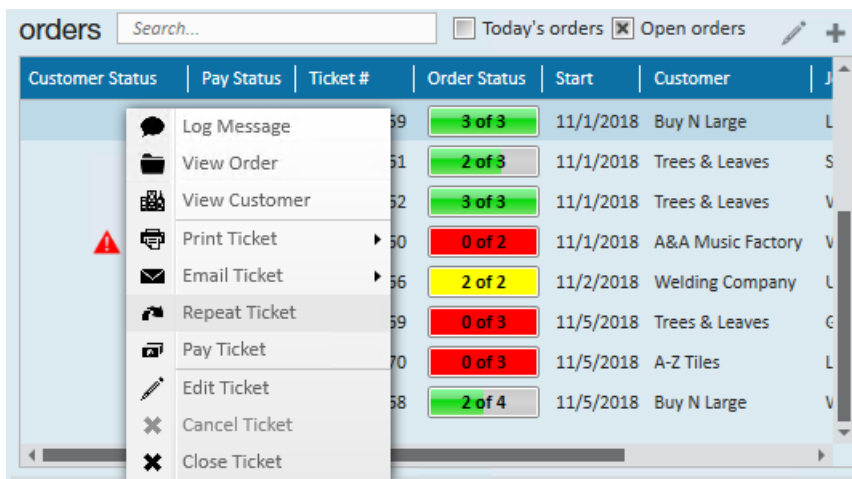 orders Search... Today's orders Open orders
Customer Status Pay Status Ticket # Order Status Start Customer
Log Message 59 3 of 3 11/1/2018 Buy N Large L
View Order 51 2 of 3 11/1/2018 Trees & Leaves S
View Customer 52 3 of 3 11/1/2018 Trees & Leaves
Print Ticket 50 0 of 2 11/1/2018 A&A Music Factory
Email Ticket 56 2 of 2 11/2/2018 Welding Company
Repeat Ticket 59 0 of 3 11/5/2018 Trees & Leaves
Pay Ticket 70 0 of 3 11/5/2018 A-Z Tiles L
Edit Ticket 58 2 of 4 11/5/2018 Buy N Large
Cancel Ticket
Close Ticket